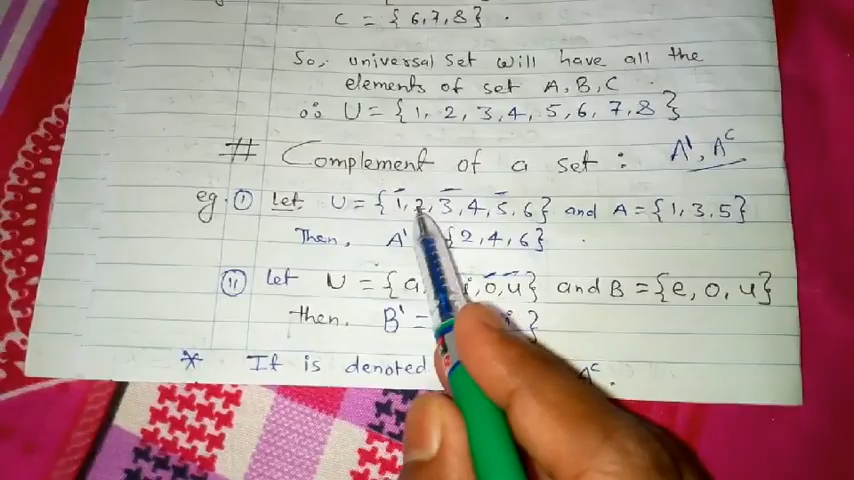 C = {6,7,8}.
So, universal set will have all the
elements of set A, B, C
∴ U = {1, 2, 3, 4, 5, 6, 7, 8}
# Complement of a set : A', Aᶜ
eg. (i) Let U = {1, 2, 3, 4, 5, 6} and A = {1, 3, 5}
Then, A' {2, 4, 6}
(ii) let U = {a, i, o, u} and B = {e, o, u}
then, B' = i}
* It is denoted Aᶜ.